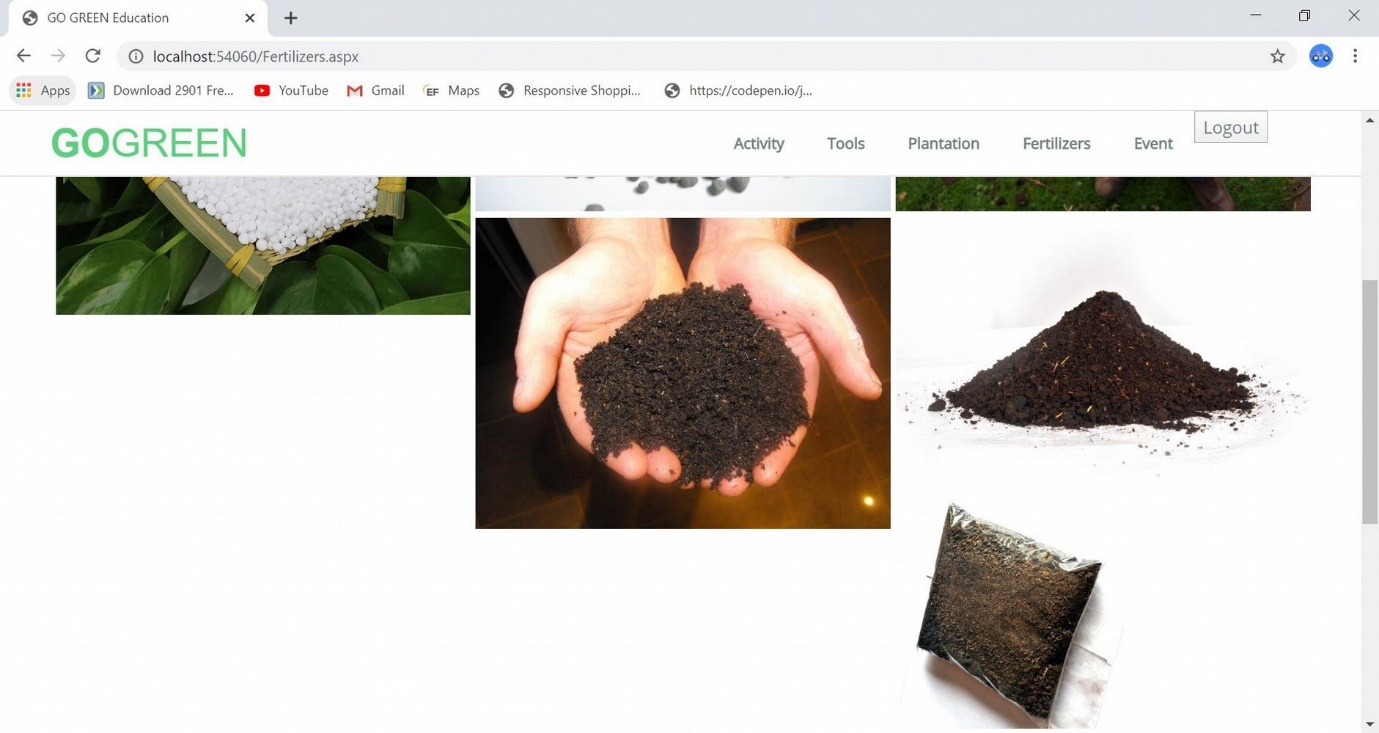 GO GREEN Education
localhost:54060/Fertilizers.aspx
Apps Download 2901 Fre... YouTube Gmail EF Maps Responsive Shoppi... https://codepen.io/j...
GOGREEN Activity Tools Plantation Fertilizers Event Logout